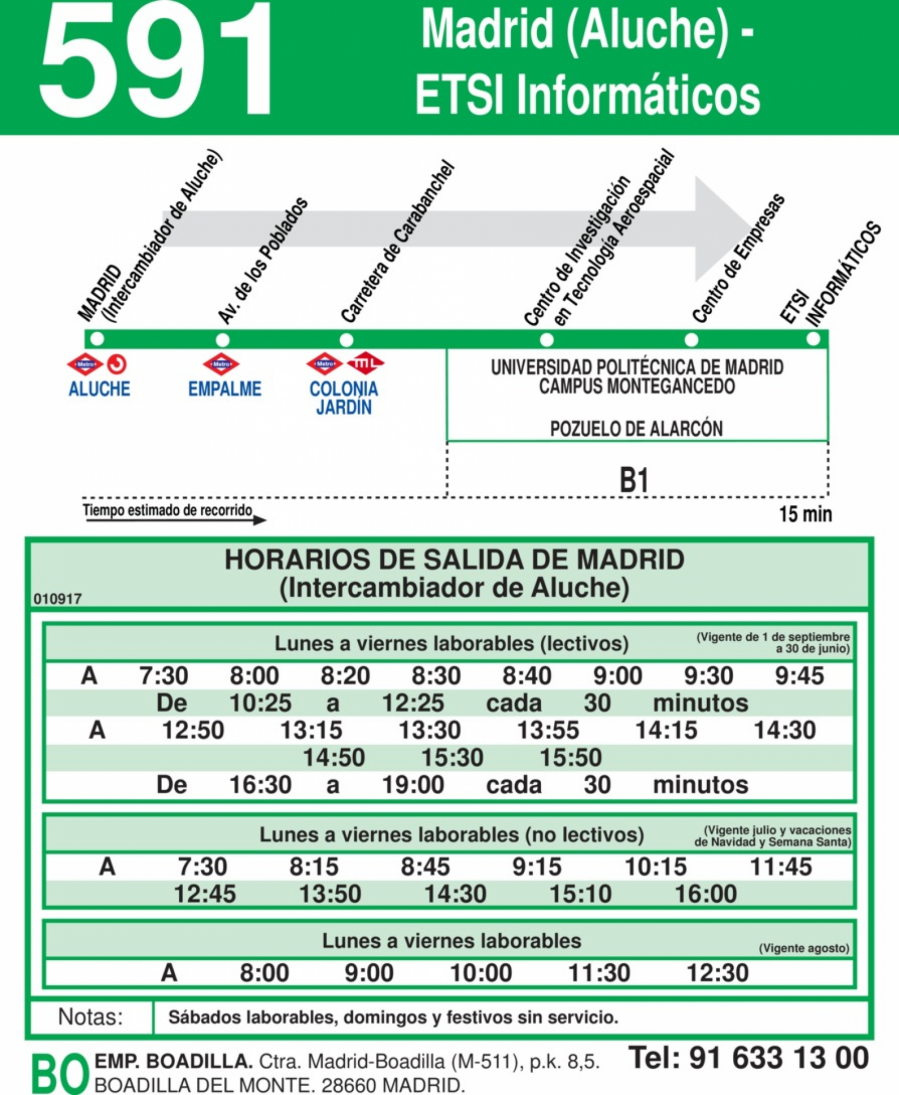 591
Madrid (Aluche) -
ETSI Informáticos
MADRID
(Intercambiador de Aluche)
Av. de los Poblados
Carretera de Carabanchel
Centro de Investigación
en Tecnología Aeroespacial
Centro de Empresas
ETSI
INFORMÁTICOS
Metro
ALUCHE
Metro
EMPALME
Metro
ML
COLONIA
JARDÍN
UNIVERSIDAD POLITÉCNICA DE MADRID
CAMPUS MONTEGANCEDO
POZUELO DE ALARCÓN
B1
Tiempo estimado de recorrido
15 min
HORARIOS DE SALIDA DE MADRID
(Intercambiador de Aluche)
010917
Lunes a viernes laborables (lectivos)
(Vigente de 1 de septiembre
a 30 de junio)
A 7:30 8:00 8:20 8:30 8:40 9:00 9:30 9:45
De 10:25 a 12:25 cada 30 minutos
A 12:50 13:15 13:30 13:55 14:15 14:30
14:50 15:30 15:50
De 16:30 a 19:00 cada 30 minutos
Lunes a viernes laborables (no lectivos)
(Vigente julio y vacaciones
de Navidad y Semana Santa)
A 7:30 8:15 8:45 9:15 10:15 11:45
12:45 13:50 14:30 15:10 16:00
Lunes a viernes laborables
(Vigente agosto)
A 8:00 9:00 10:00 11:30 12:30
Notas: Sábados laborables, domingos y festivos sin servicio.
BO
EMP. BOADILLA. Ctra. Madrid-Boadilla (M-511), p.k. 8,5.
BOADILLA DEL MONTE. 28660 MADRID.
Tel: 91 633 13 00